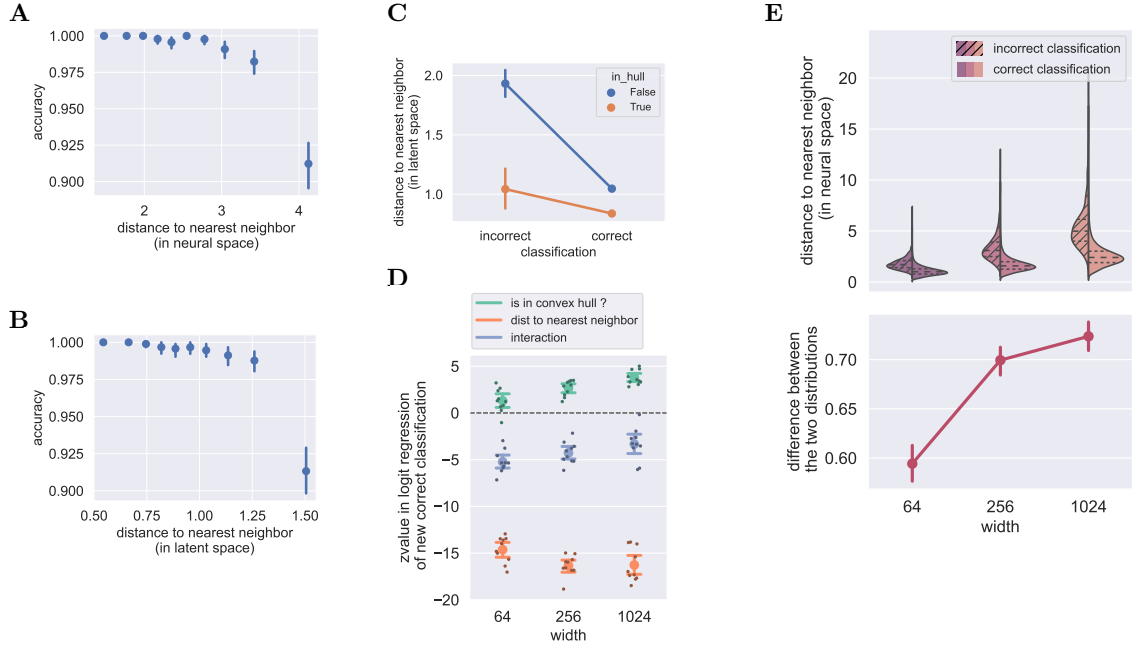 A
1.000
0.975
0.950
0.925
0.900
accuracy
2
3
4
distance to nearest neighbor
(in neural space)
B
1.000
0.975
0.950
0.925
0.900
accuracy
0.50
0.75
1.00
1.25
1.50
distance to nearest neighbor
(in latent space)
C
distance to nearest neighbor
(in latent space)
2.0
1.5
1.0
in_hull
False
True
incorrect
correct
classification
D
is in convex hull ?
dist to nearest neighbor
interaction
zvalue in logit regression
of new correct classification
5
0
−5
−10
−15
−20
64
256
1024
width
E
incorrect classification
correct classification
distance to nearest neighbor
(in neural space)
20
15
10
5
0
difference between
the two distributions
0.70
0.65
0.60
64
256
1024
width